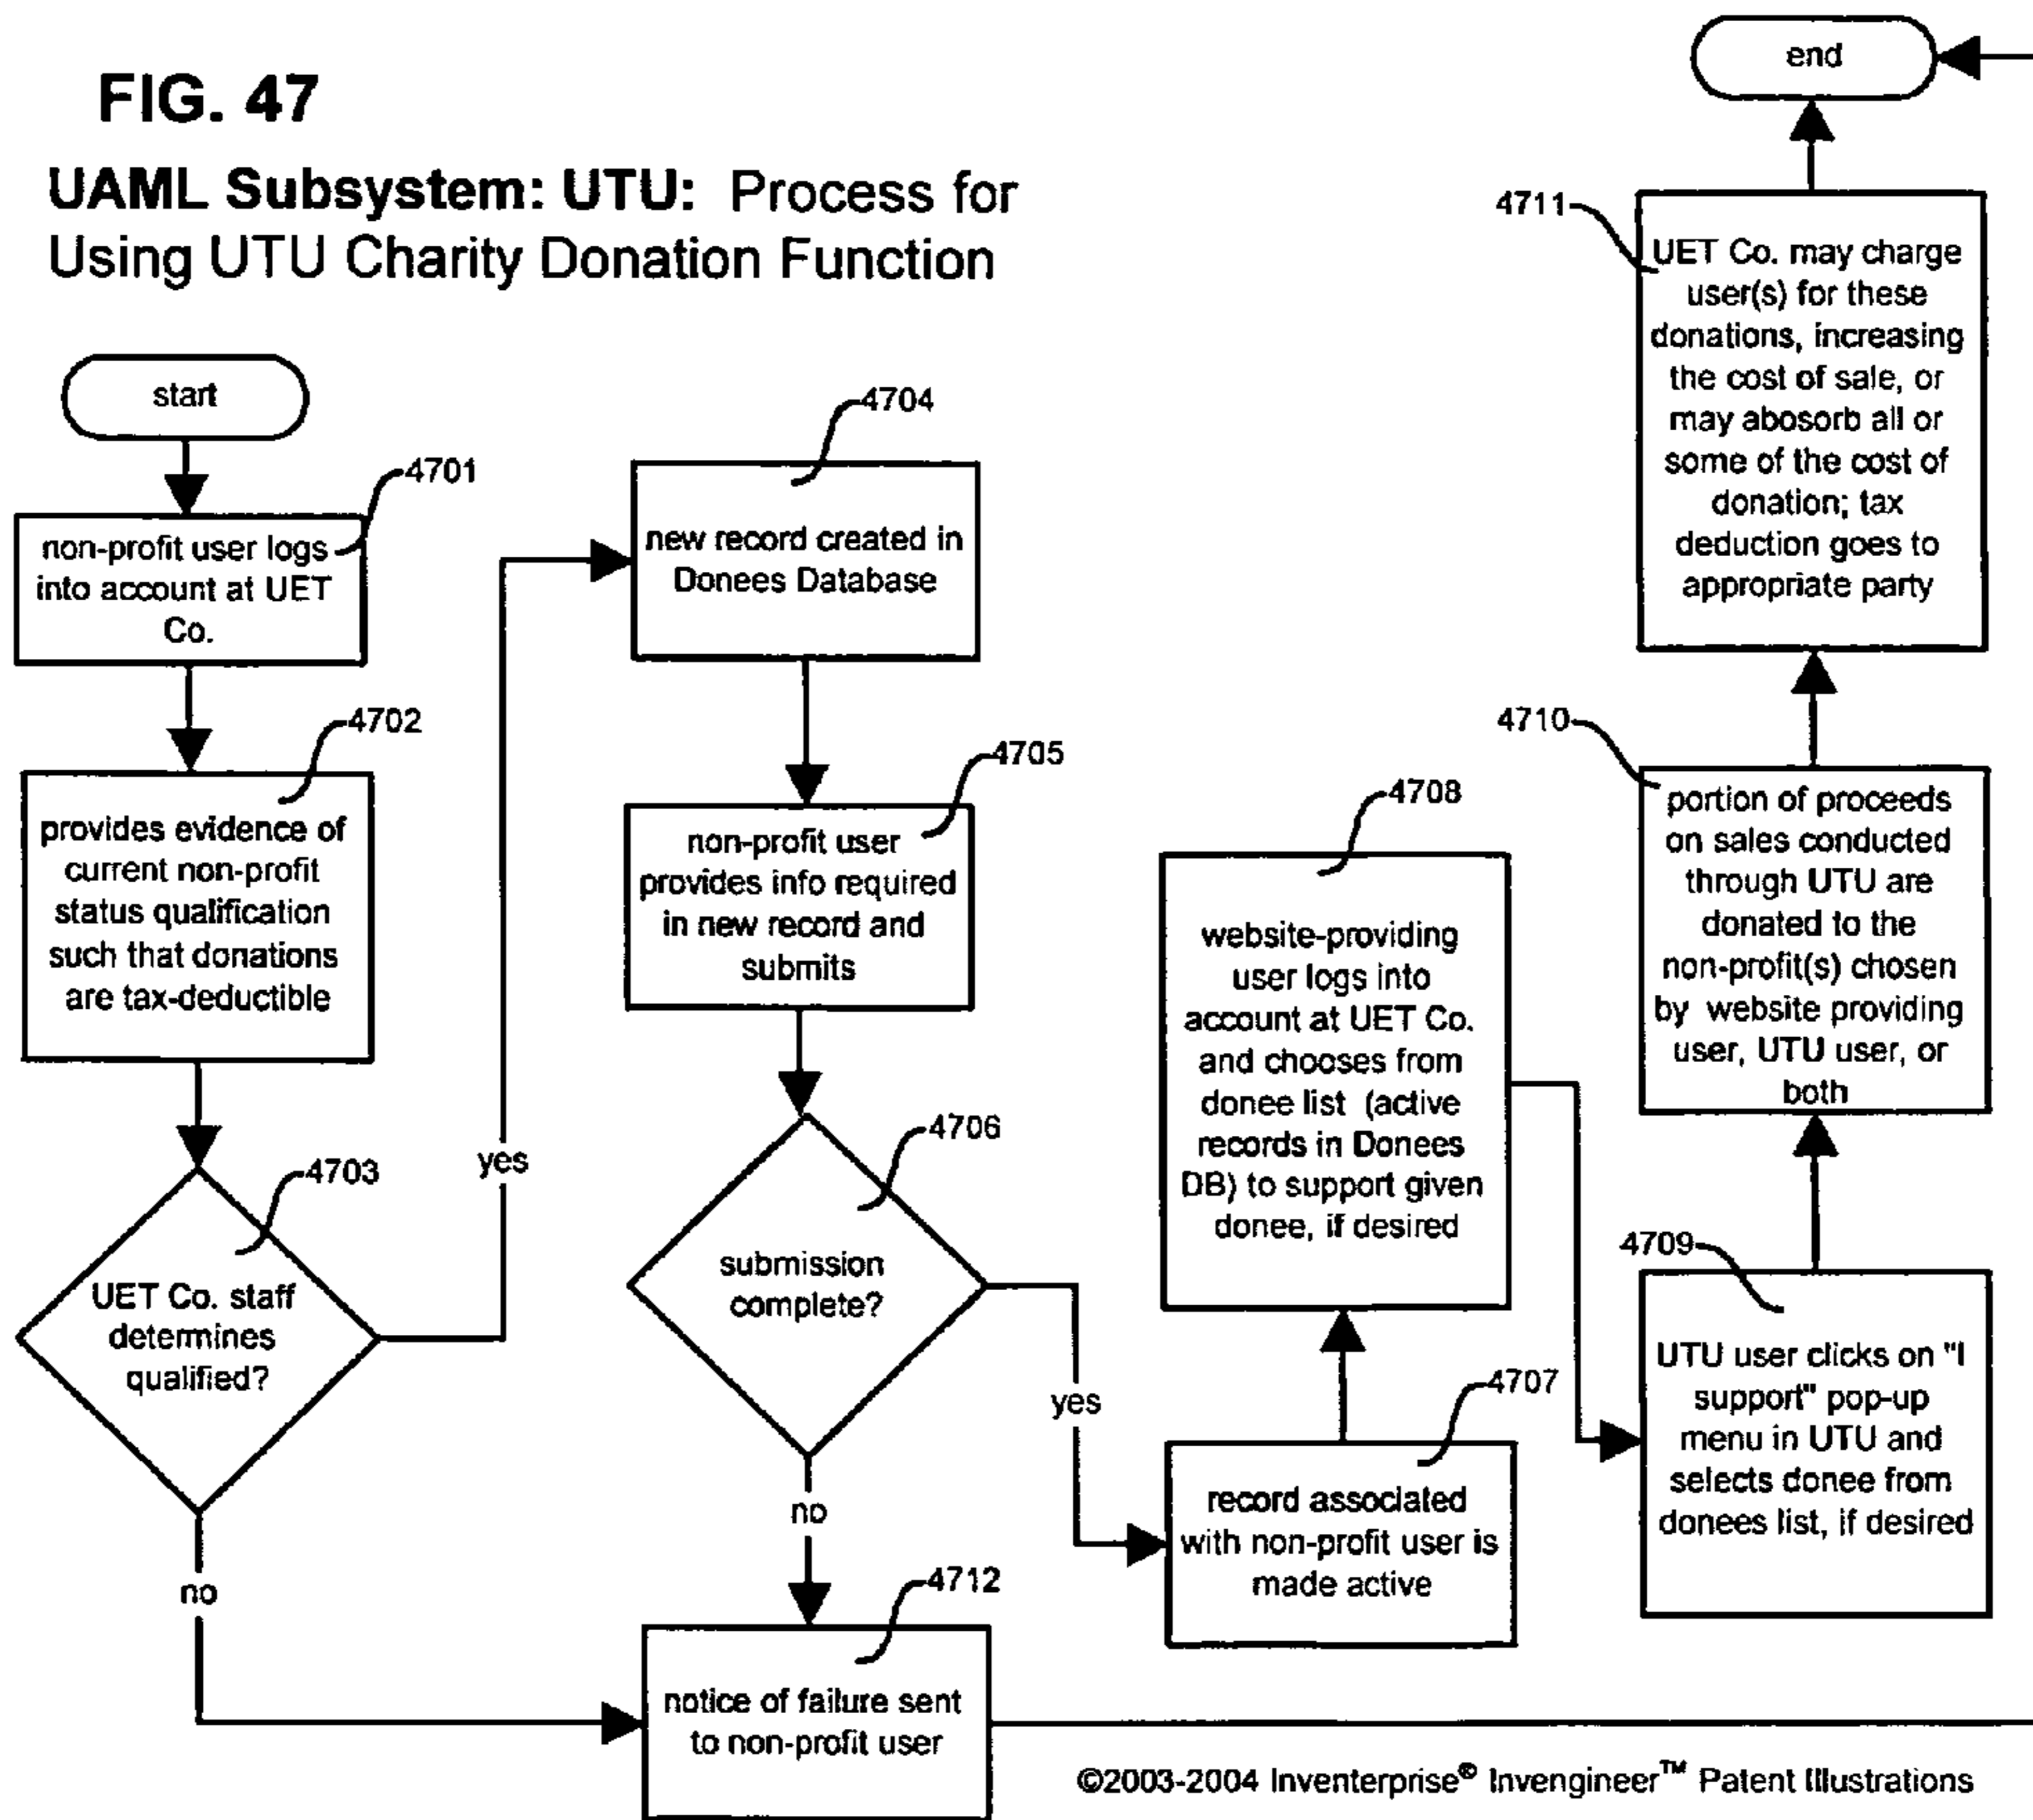 FIG. 47
UAML Subsystem: UTU: Process for
Using UTU Charity Donation Function
start
4701
non-profit user logs
into account at UET
Co.
4702
provides evidence of
current non-profit
status qualification
such that donations
are tax-deductible
4703
UET Co. staff
determines
qualified?
yes
no
4704
new record created in
Donees Database
4705
non-profit user
provides info required
in new record and
submits
4706
submission
complete?
yes
no
4712
notice of failure sent
to non-profit user
4707
record associated
with non-profit user is
made active
4708
website-providing
user logs into
account at UET Co.
and chooses from
donee list (active
records in Donees
DB) to support given
donee, if desired
4709
UTU user clicks on "I
support" pop-up
menu in UTU and
selects donee from
donees list, if desired
4710
portion of proceeds
on sales conducted
through UTU are
donated to the
non-profit(s) chosen
by website providing
user, UTU user, or
both
4711
UET Co. may charge
user(s) for these
donations, increasing
the cost of sale, or
may abosorb all or
some of the cost of
donation; tax
deduction goes to
appropriate party
end
©2003-2004 Inventerprise® Invengineer™ Patent Illustrations